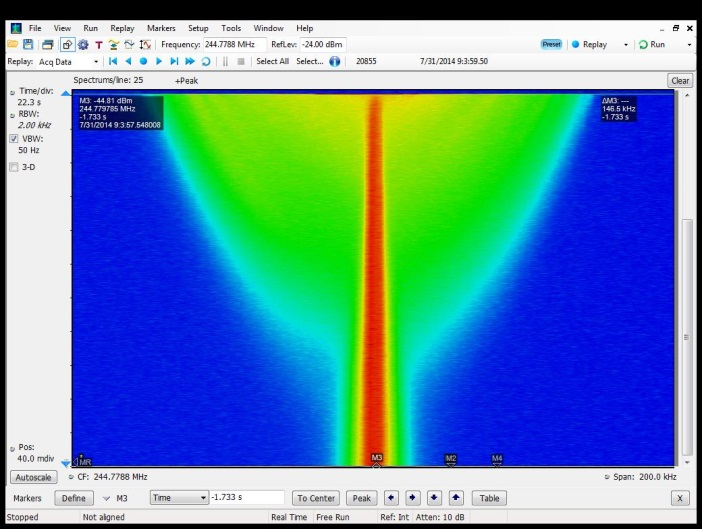 File View Run Replay Markers Setup Tools Window Help
Frequency: 244.7788 MHz RefLev: -24.00 dBm Preset Replay Run
Replay: Acq Data Select All Select... 20855 7/31/2014 9:3:59.50
Spectrums/line: 25 +Peak Clear
Time/div:
22.3 s
RBW:
2.00 kHz
VBW:
50 Hz
3-D
M3: -44.81 dBm
244.779785 MHz
-1.733 s
7/31/2014 9:3:57.548008
ΔM3: ---
146.5 kHz
-1.733 s
Pos:
40.0 mdiv
MR M3 M2 M4
Autoscale CF: 244.7788 MHz Span: 200.0 kHz
Markers Define M3 Time -1.733 s To Center Peak Table X
Stopped Not aligned Real Time Free Run Ref: Int Atten: 10 dB